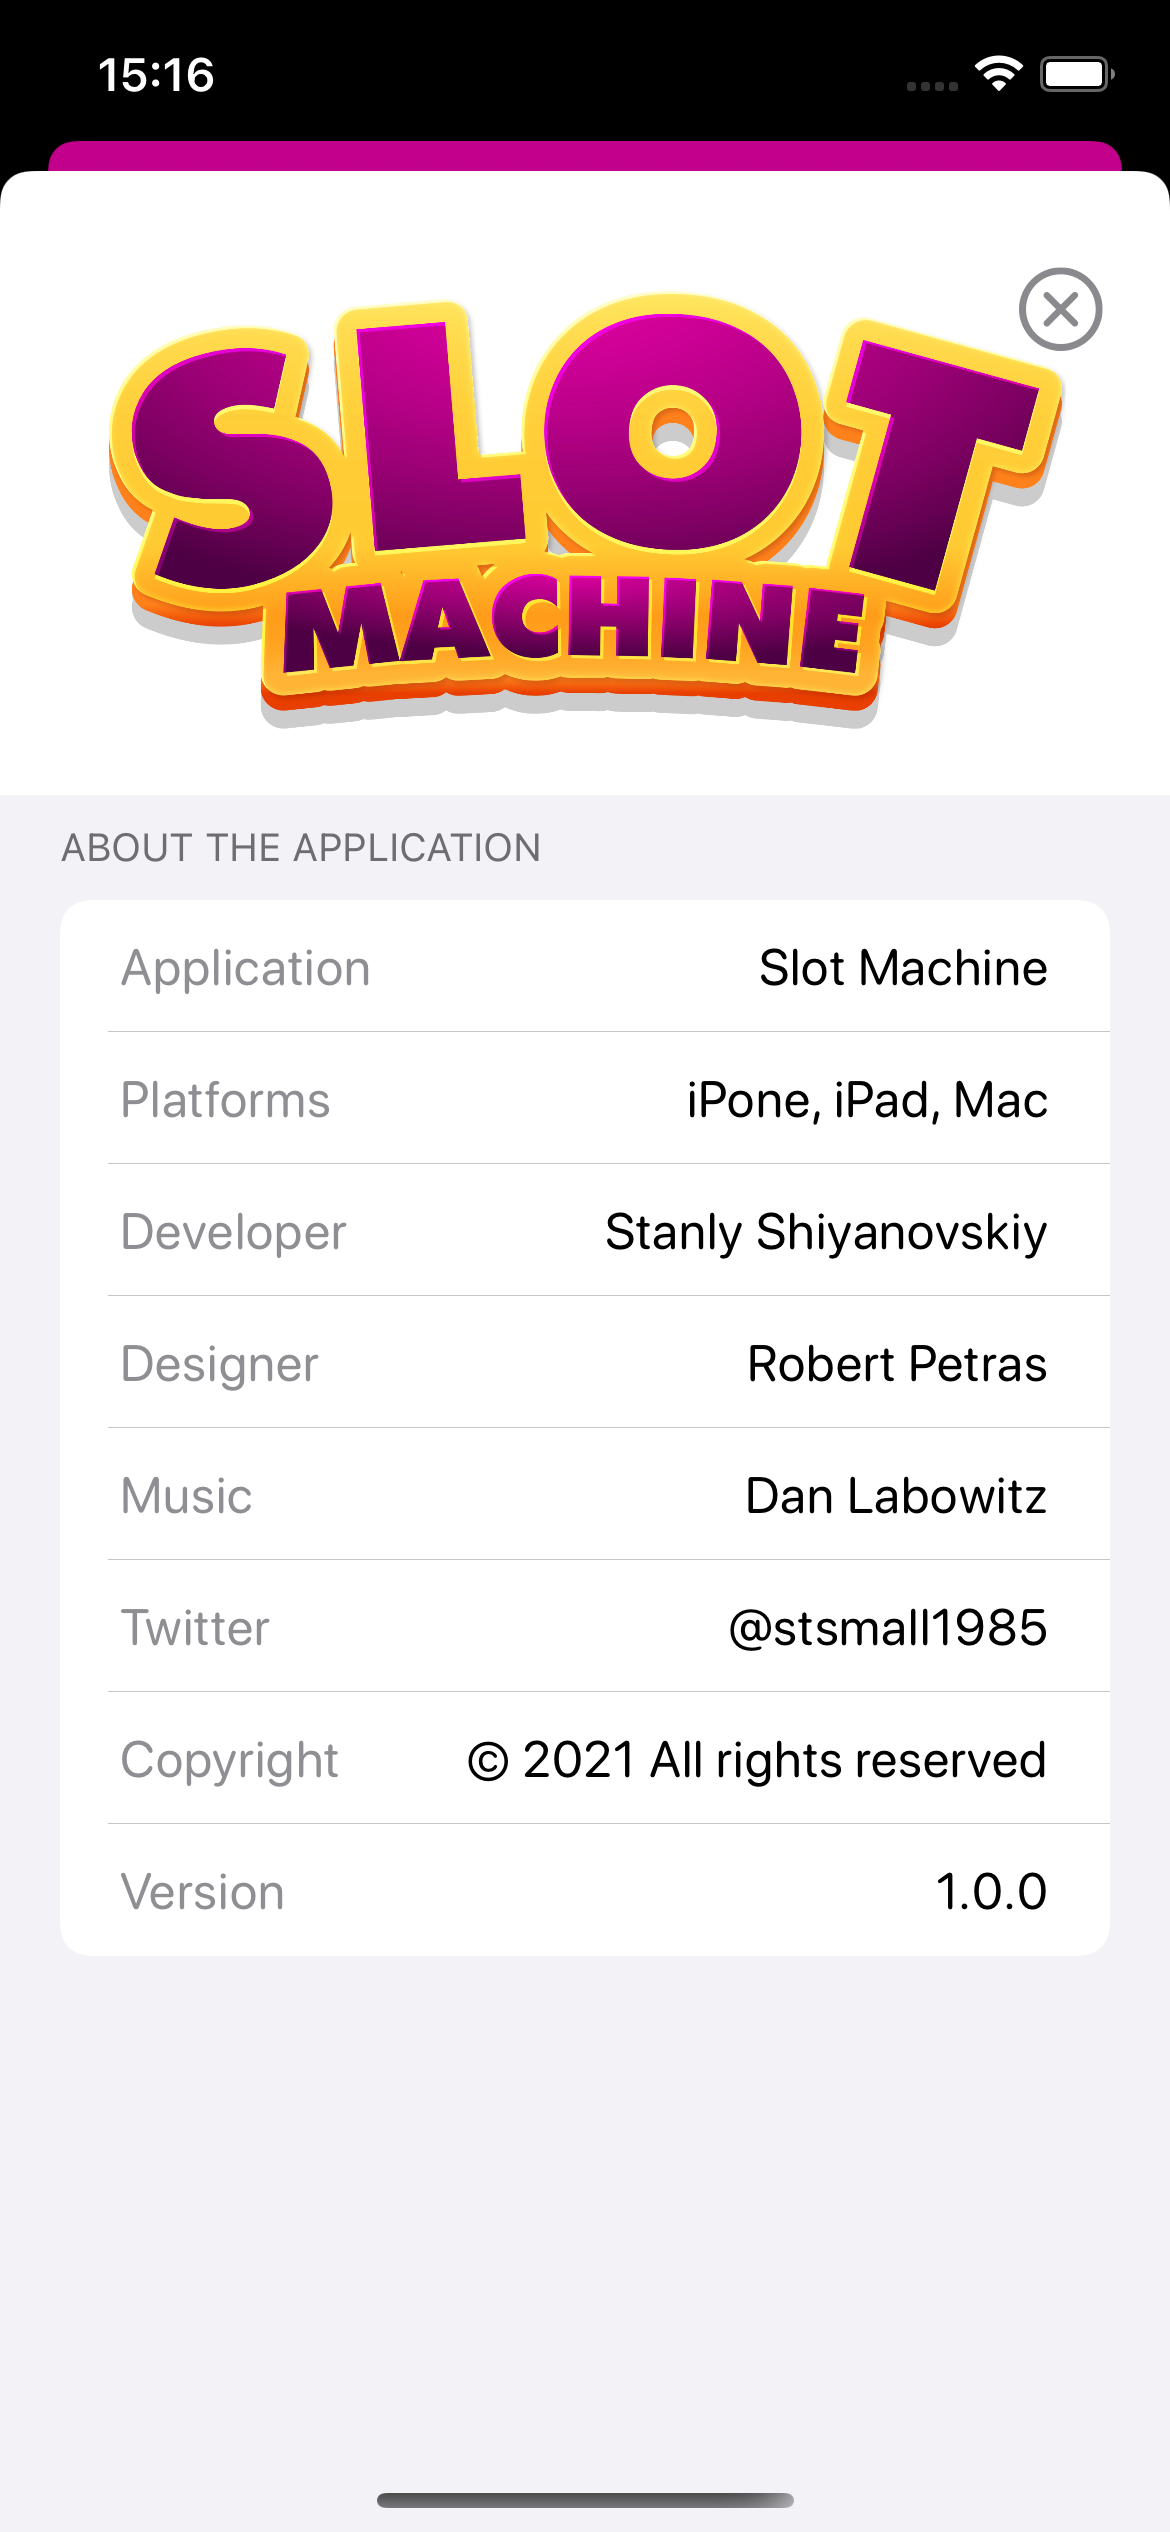 15:16
SLOT
MACHINE
ABOUT THE APPLICATION
Application Slot Machine
Platforms iPone, iPad, Mac
Developer Stanly Shiyanovskiy
Designer Robert Petras
Music Dan Labowitz
Twitter @stsmall1985
Copyright © 2021 All rights reserved
Version 1.0.0